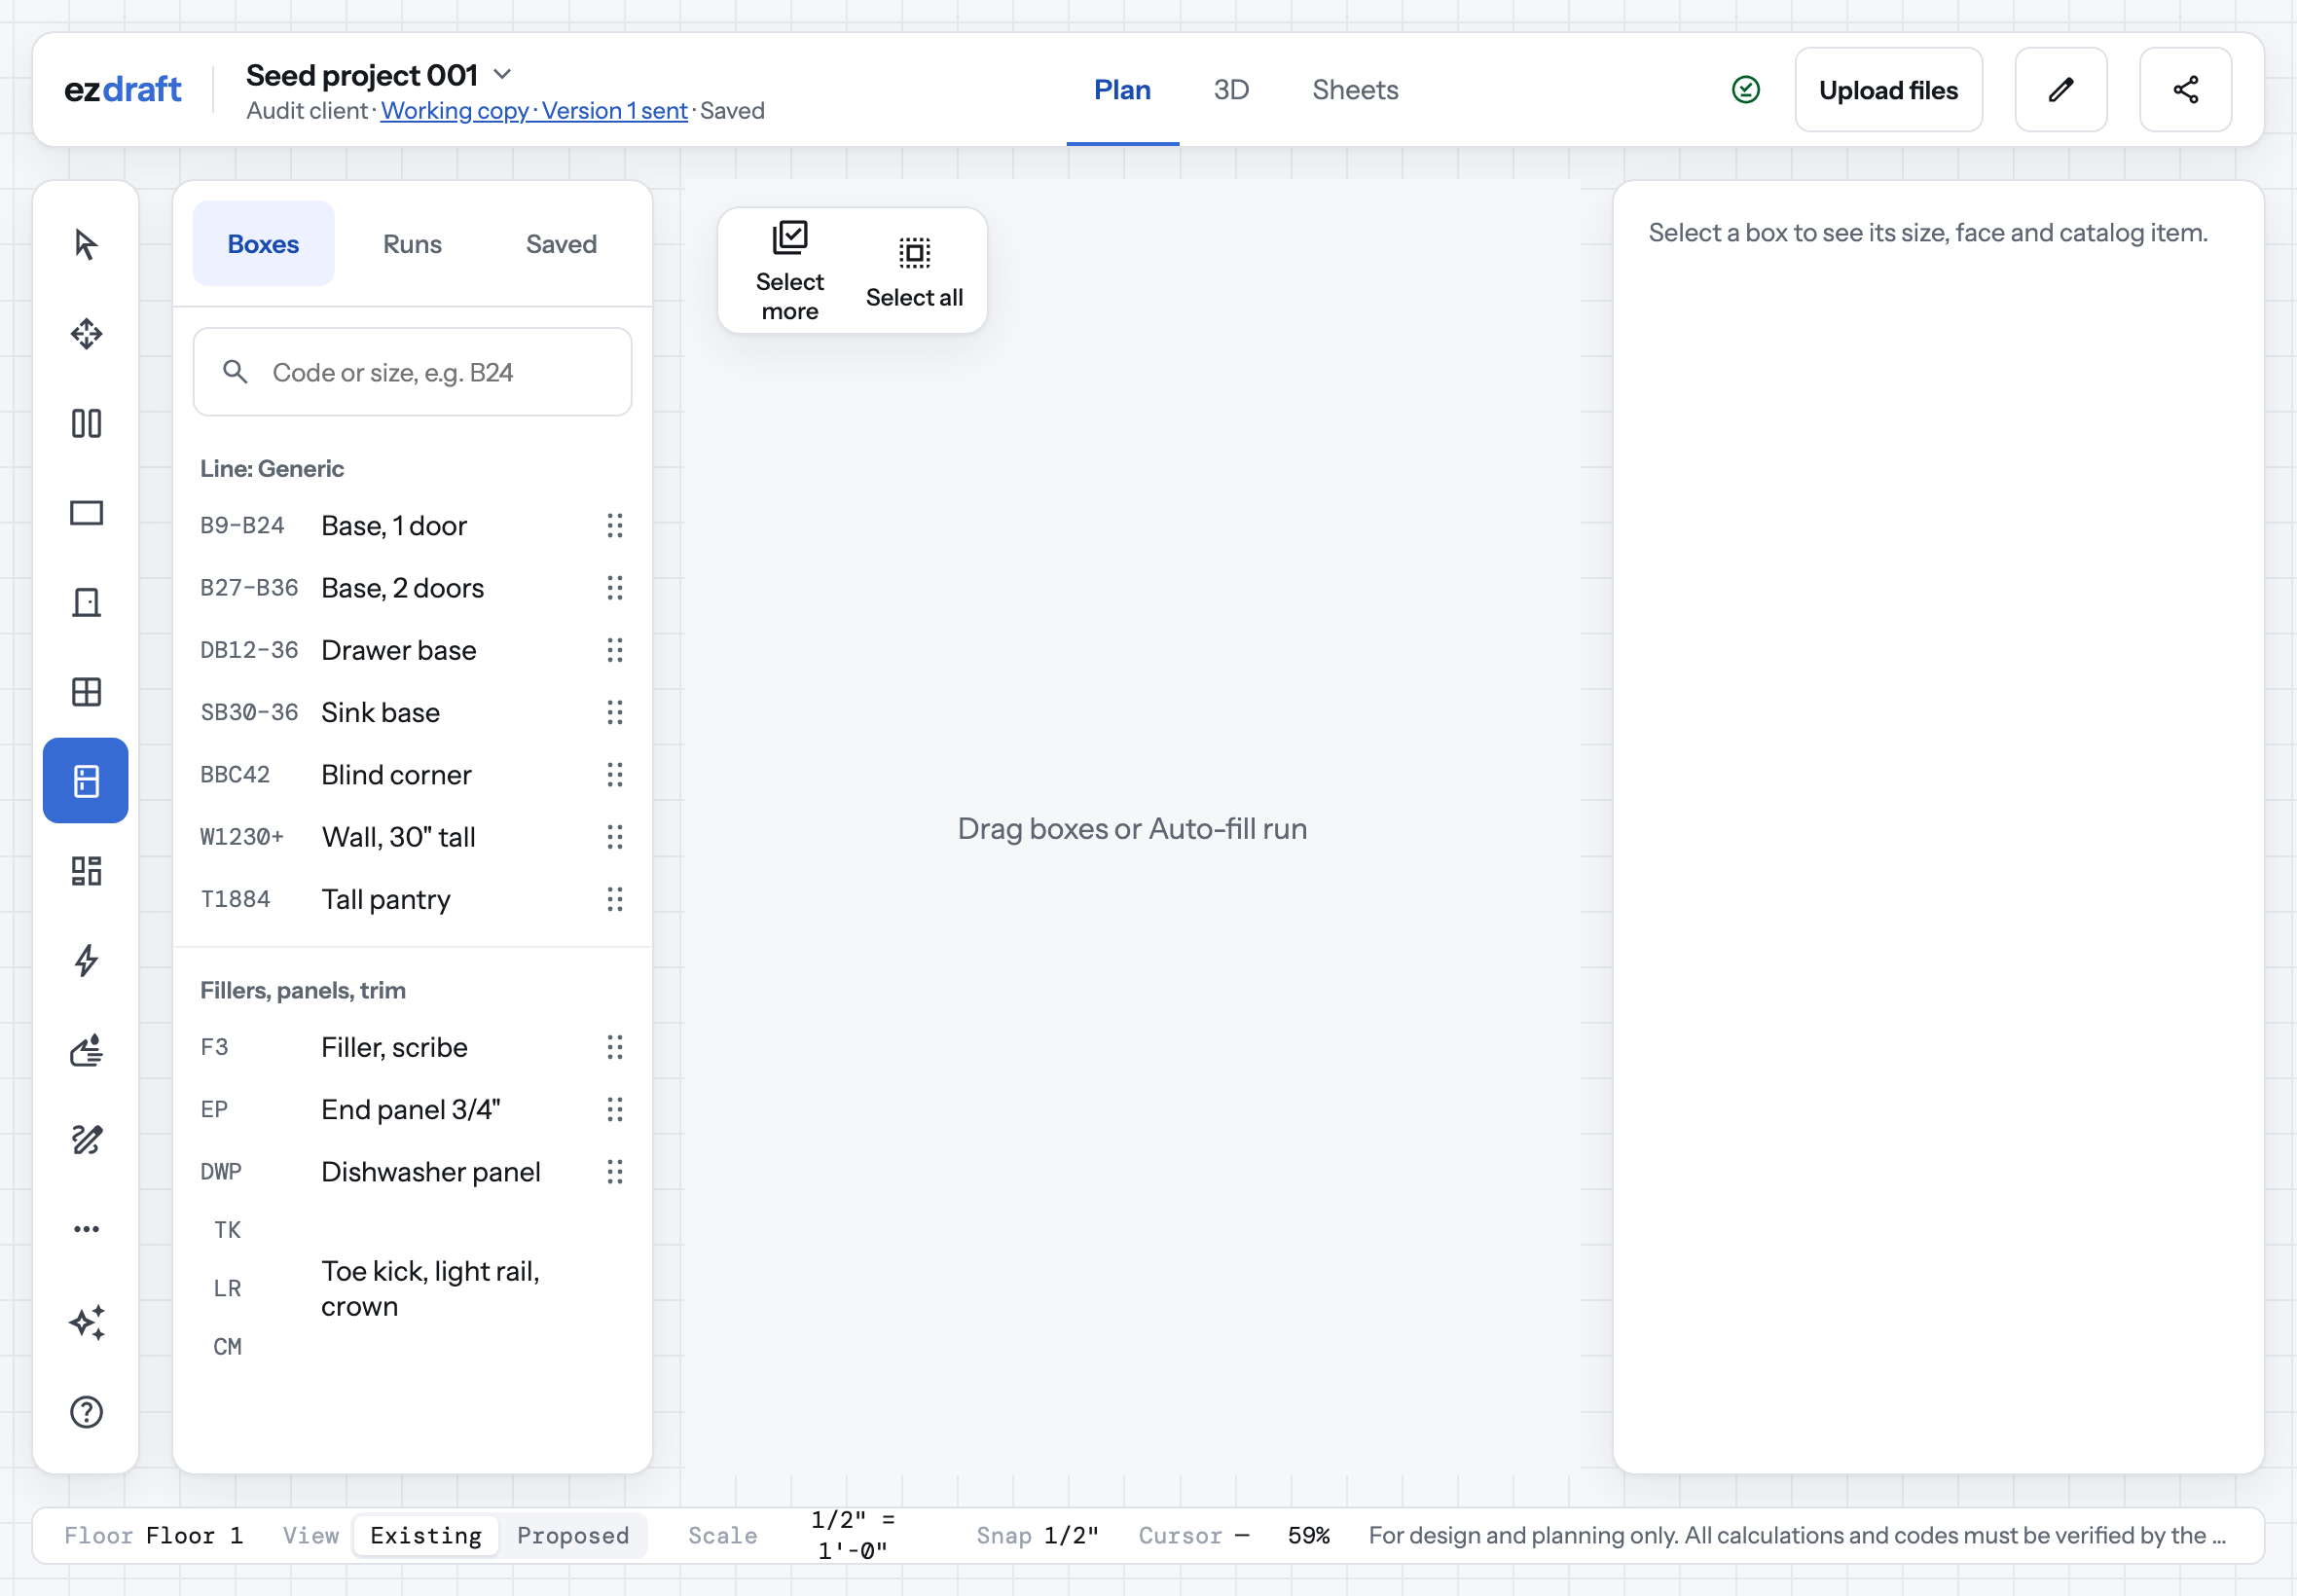 ezdraft
Seed project 001
Audit client · Working copy · Version 1 sent · Saved
Plan
3D
Sheets
Upload files
Boxes
Runs
Saved
Code or size, e.g. B24
Line: Generic
B9-B24 Base, 1 door
B27-B36 Base, 2 doors
DB12-36 Drawer base
SB30-36 Sink base
BBC42 Blind corner
W1230+ Wall, 30" tall
T1884 Tall pantry
Fillers, panels, trim
F3 Filler, scribe
EP End panel 3/4"
DWP Dishwasher panel
TK
LR
CM
Toe kick, light rail,
crown
Select
more
Select all
Drag boxes or Auto-fill run
Select a box to see its size, face and catalog item.
Floor Floor 1
View Existing Proposed
Scale
1/2" =
1'-0"
Snap 1/2"
Cursor —
59%
For design and planning only. All calculations and codes must be verified by the ...